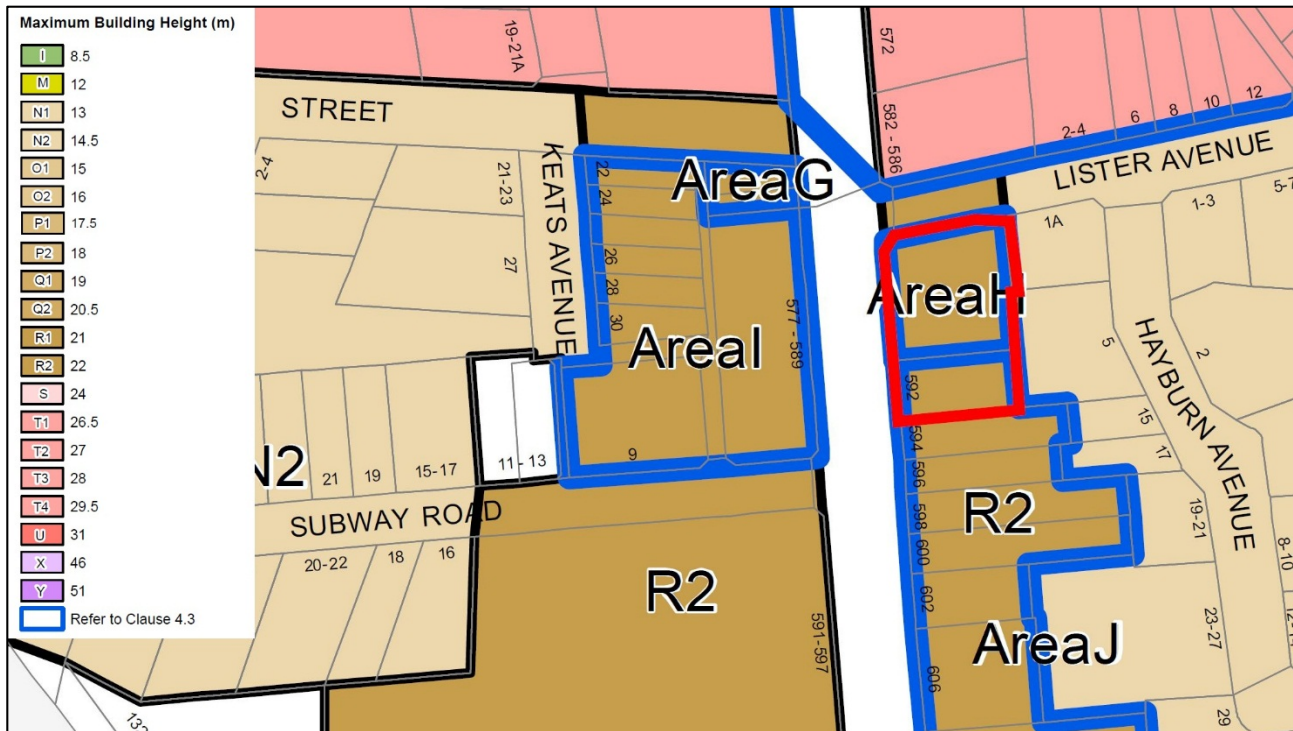 Maximum Building Height (m)
I 8.5
M 12
N1 13
N2 14.5
O1 15
O2 16
P1 17.5
P2 18
Q1 19
Q2 20.5
R1 21
R2 22
S 24
T1 26.5
T2 27
T3 28
T4 29.5
U 31
X 46
Y 51
Refer to Clause 4.3
19-21A
572
582 - 586
2-4
6
8
10
12
STREET
KEATS AVENUE
LISTER AVENUE
2-4
21-23
27
22
24
26
28
30
AreaG
AreaI
577 - 589
9
AreaH
592
1A
1-3
5-7
5
2
HAYBURN AVENUE
15
17
19-21
8-10
23-27
29
594
596
598
600
602
606
R2
AreaJ
N2
21
19
15-17
11 - 13
SUBWAY ROAD
20-22
18
16
R2
591-597